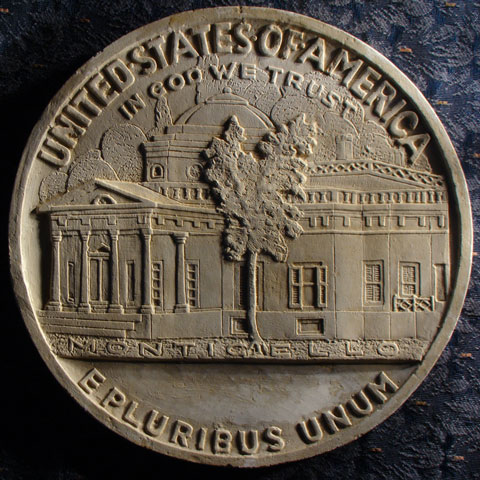 UNITED STATES OF AMERICA
IN GOD WE TRUST
MONTICELLO
E PLURIBUS UNUM